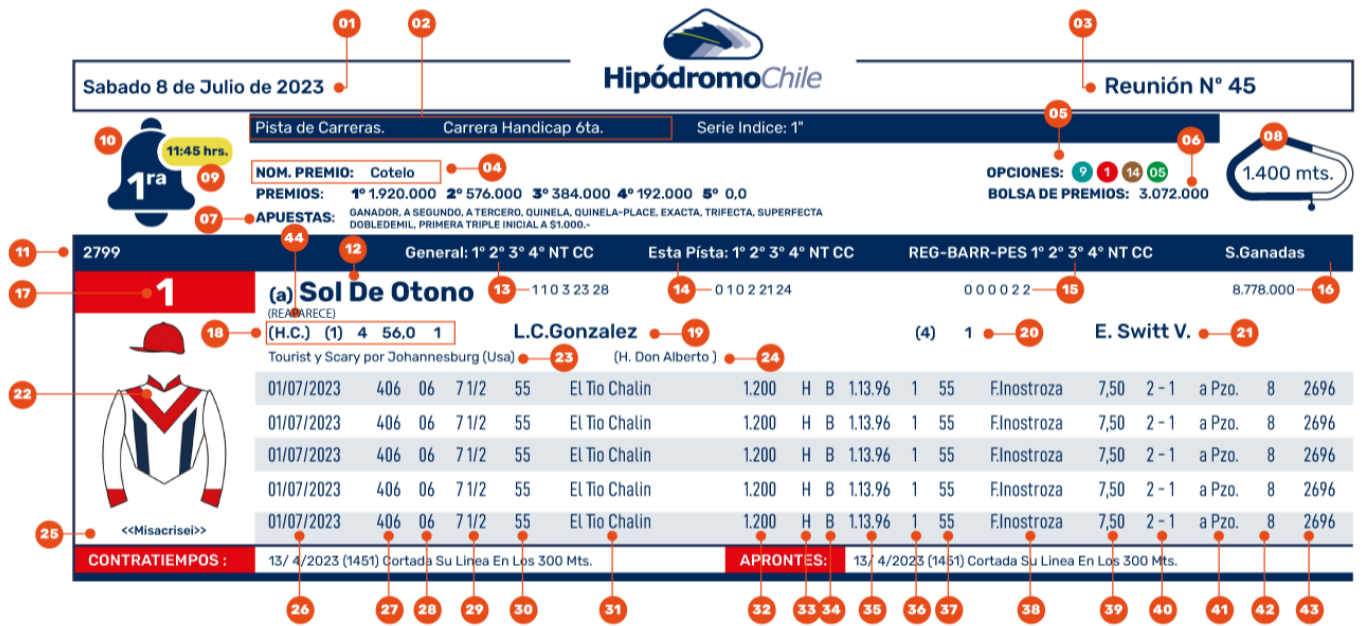 01
02
03
HipódromoChile
Sabado 8 de Julio de 2023
Reunión N° 45
05
10
Pista de Carreras. Carrera Handicap 6ta. Serie Indice: 1"
06
08
11:45 hrs.
09
1ra
NOM. PREMIO: Cotelo
04
OPCIONES: 9 1 14 05
1.400 mts.
PREMIOS: 1° 1.920.000 2° 576.000 3° 384.000 4° 192.000 5° 0,0
BOLSA DE PREMIOS: 3.072.000
07
APUESTAS: GANADOR, A SEGUNDO, A TERCERO, QUINELA, QUINELA-PLACE, EXACTA, TRIFECTA, SUPERFECTA
DOBLEDEMIL, PRIMERA TRIPLE INICIAL A $1.000.-
44
12
11
2799 General: 1° 2° 3° 4° NT CC Esta Písta: 1° 2° 3° 4° NT CC REG-BARR-PES 1° 2° 3° 4° NT CC S.Ganadas
17
1
(a) Sol De Otono
13
1 1 0 3 23 28
14
0 1 0 2 21 24
0 0 0 0 2 2
15
8.778.000
16
(REAPARECE)
18
(H.C.) (1) 4 56,0 1
L.C.Gonzalez
19
(4) 1
20
E. Switt V.
21
Tourist y Scary por Johannesburg (Usa)
23
(H. Don Alberto )
24
22
01/07/2023 406 06 7 1/2 55 El Tio Chalin 1.200 H B 1.13.96 1 55 F.Inostroza 7,50 2 - 1 a Pzo. 8 2696
01/07/2023 406 06 7 1/2 55 El Tio Chalin 1.200 H B 1.13.96 1 55 F.Inostroza 7,50 2 - 1 a Pzo. 8 2696
01/07/2023 406 06 7 1/2 55 El Tio Chalin 1.200 H B 1.13.96 1 55 F.Inostroza 7,50 2 - 1 a Pzo. 8 2696
01/07/2023 406 06 7 1/2 55 El Tio Chalin 1.200 H B 1.13.96 1 55 F.Inostroza 7,50 2 - 1 a Pzo. 8 2696
01/07/2023 406 06 7 1/2 55 El Tio Chalin 1.200 H B 1.13.96 1 55 F.Inostroza 7,50 2 - 1 a Pzo. 8 2696
25
<<Misacrisei>>
CONTRATIEMPOS : 13/ 4/2023 (1451) Cortada Su Linea En Los 300 Mts. APRONTES: 13/ 4/2023 (1451) Cortada Su Linea En Los 300 Mts.
26 27 28 29 30 31 32 33 34 35 36 37 38 39 40 41 42 43